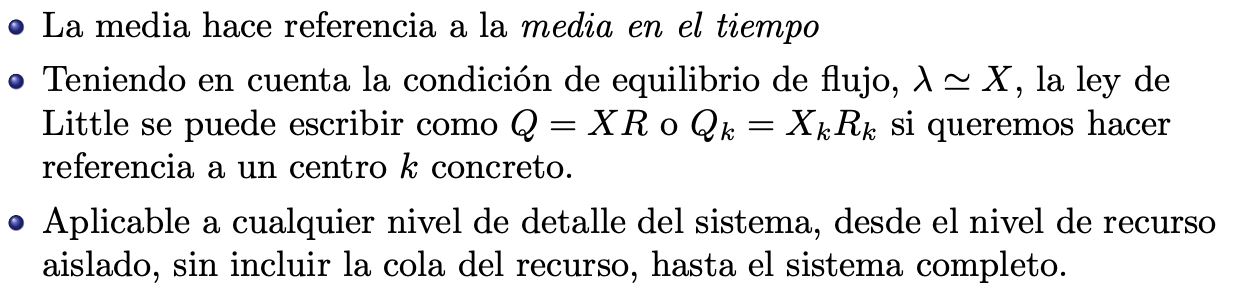 La media hace referencia a la media en el tiempo
Teniendo en cuenta la condición de equilibrio de flujo, λ ≃ X, la ley de
Little se puede escribir como Q = XR o Qₖ = XₖRₖ si queremos hacer
referencia a un centro k concreto.
Aplicable a cualquier nivel de detalle del sistema, desde el nivel de recurso
aislado, sin incluir la cola del recurso, hasta el sistema completo.